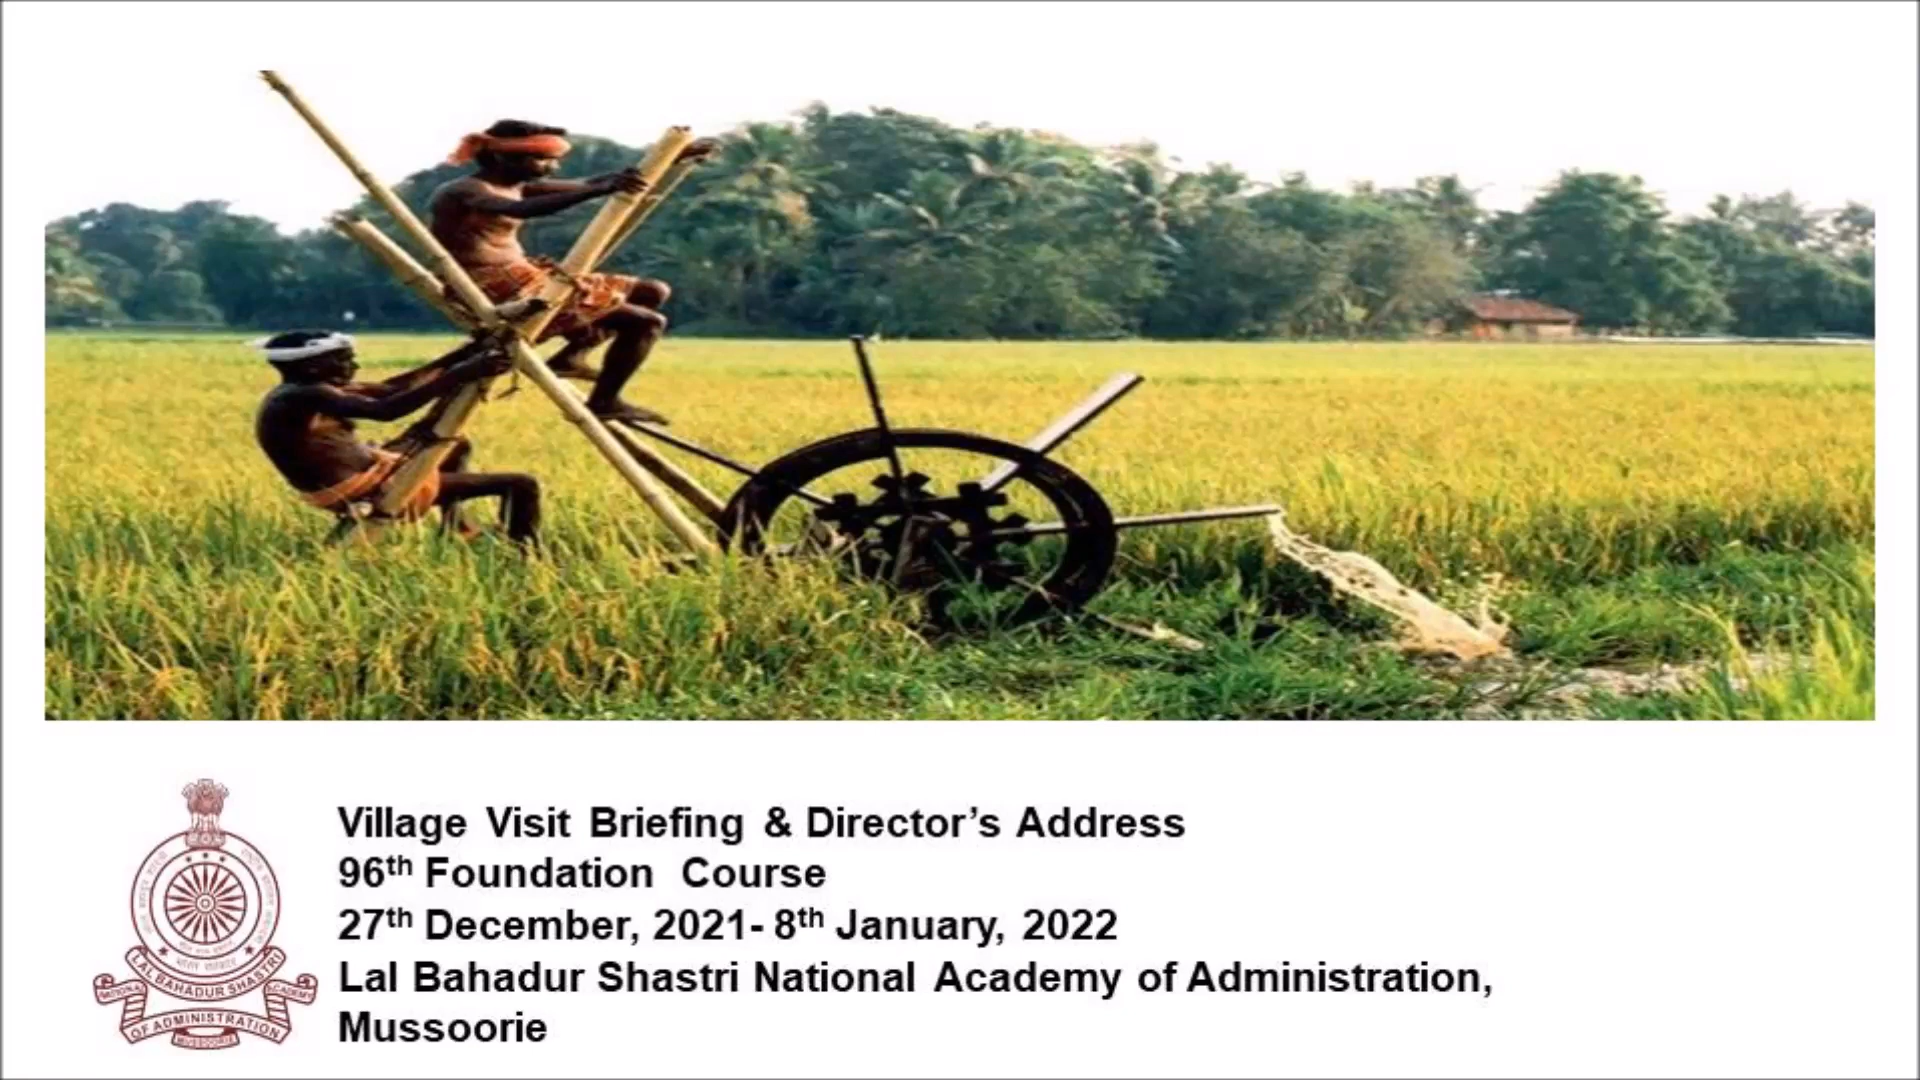 Village Visit Briefing & Director’s Address
96th Foundation Course
27th December, 2021- 8th January, 2022
Lal Bahadur Shastri National Academy of Administration,
Mussoorie
LAL BAHADUR SHASTRI
NATIONAL ACADEMY
OF ADMINISTRATION
MUSSOORIE